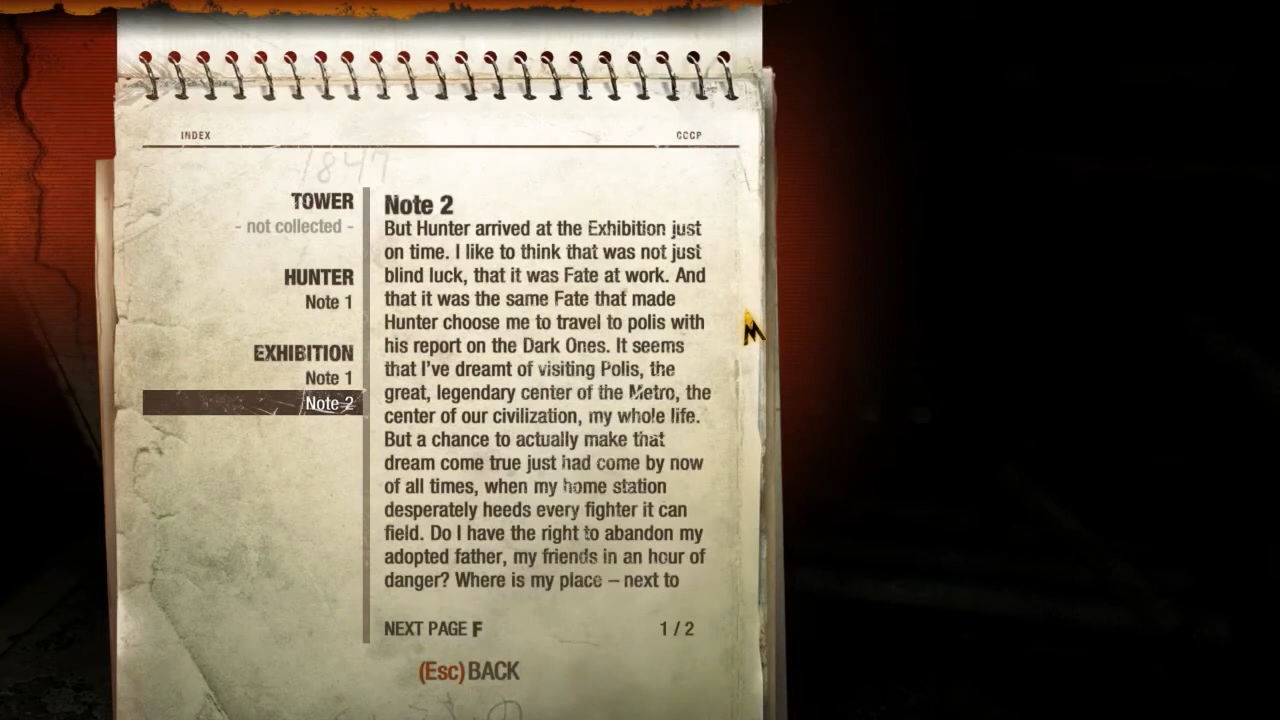 INDEX
CCCP
1847
TOWER
- not collected -
HUNTER
Note 1
EXHIBITION
Note 1
Note 2
Note 2
But Hunter arrived at the Exhibition just
on time. I like to think that was not just
blind luck, that it was Fate at work. And
that it was the same Fate that made
Hunter choose me to travel to polis with
his report on the Dark Ones. It seems
that I've dreamt of visiting Polis, the
great, legendary center of the Metro, the
center of our civilization, my whole life.
But a chance to actually make that
dream come true just had come by now
of all times, when my home station
desperately heeds every fighter it can
field. Do I have the right to abandon my
adopted father, my friends in an hour of
danger? Where is my place – next to
NEXT PAGE F
1 / 2
(Esc) BACK